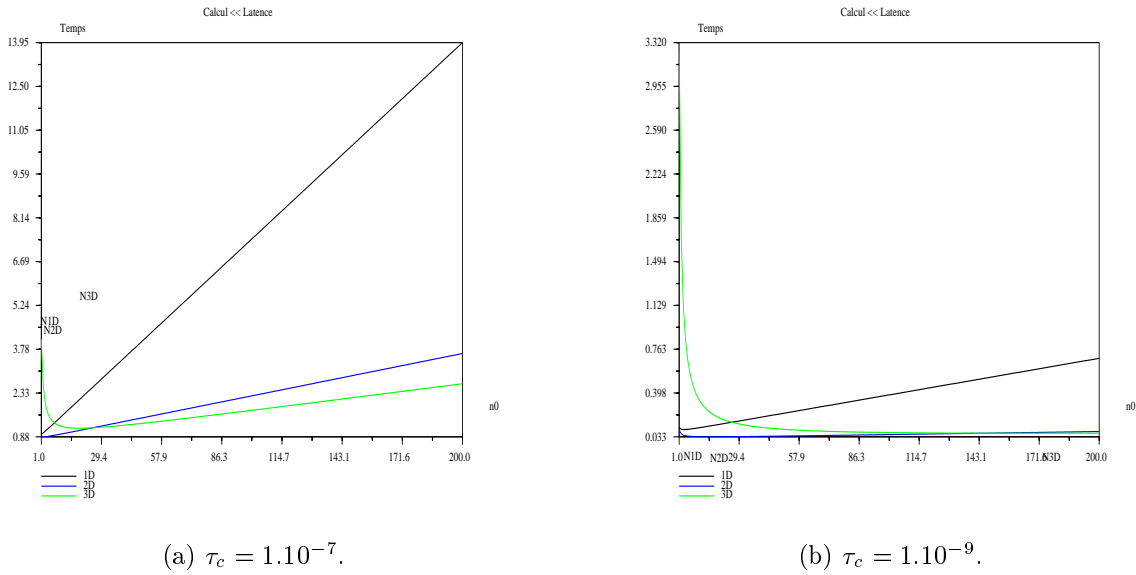 Calcul << Latence
Temps
13.95
12.50
11.05
9.59
8.14
6.69
5.24
3.78
2.33
0.88
N3D
N1D
N2D
n0
1.0 29.4 57.9 86.3 114.7 143.1 171.6 200.0
1D
2D
3D
(a) τc = 1.10−7.
Calcul << Latence
Temps
3.320
2.955
2.590
2.224
1.859
1.494
1.129
0.763
0.398
0.033
n0
1.0 N1D N2D 29.4 57.9 86.3 114.7 143.1 171.6 N3D 200.0
1D
2D
3D
(b) τc = 1.10−9.